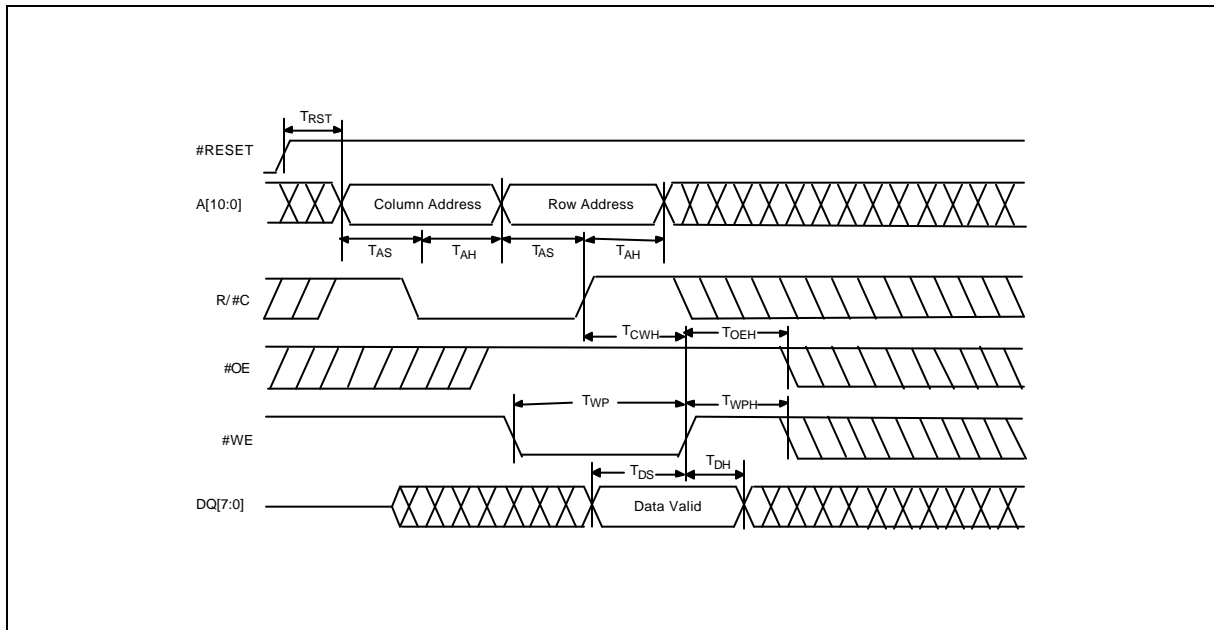 TRST
#RESET
A[10:0]
Column Address
Row Address
TAS
TAH
TAS
TAH
R/#C
TCWH
TOEH
#OE
TWP
TWPH
#WE
TDS
TDH
DQ[7:0]
Data Valid